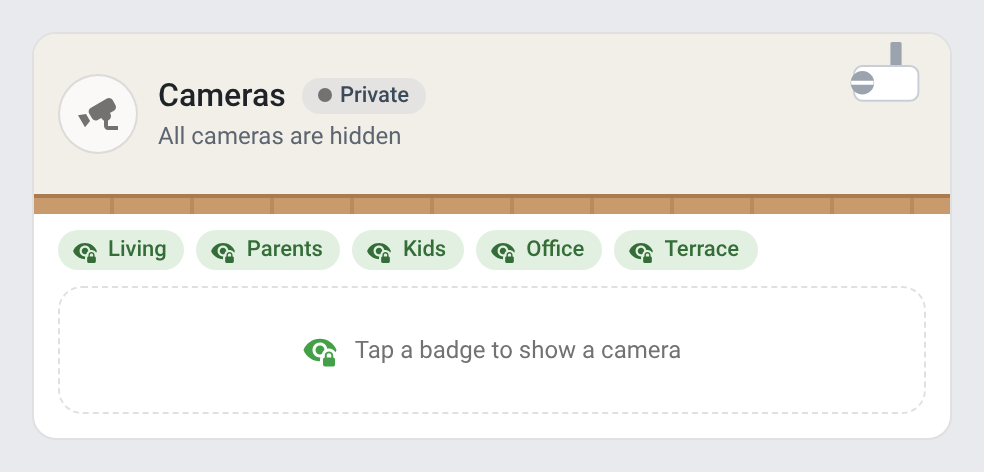 Cameras
Private
All cameras are hidden
Living
Parents
Kids
Office
Terrace
Tap a badge to show a camera